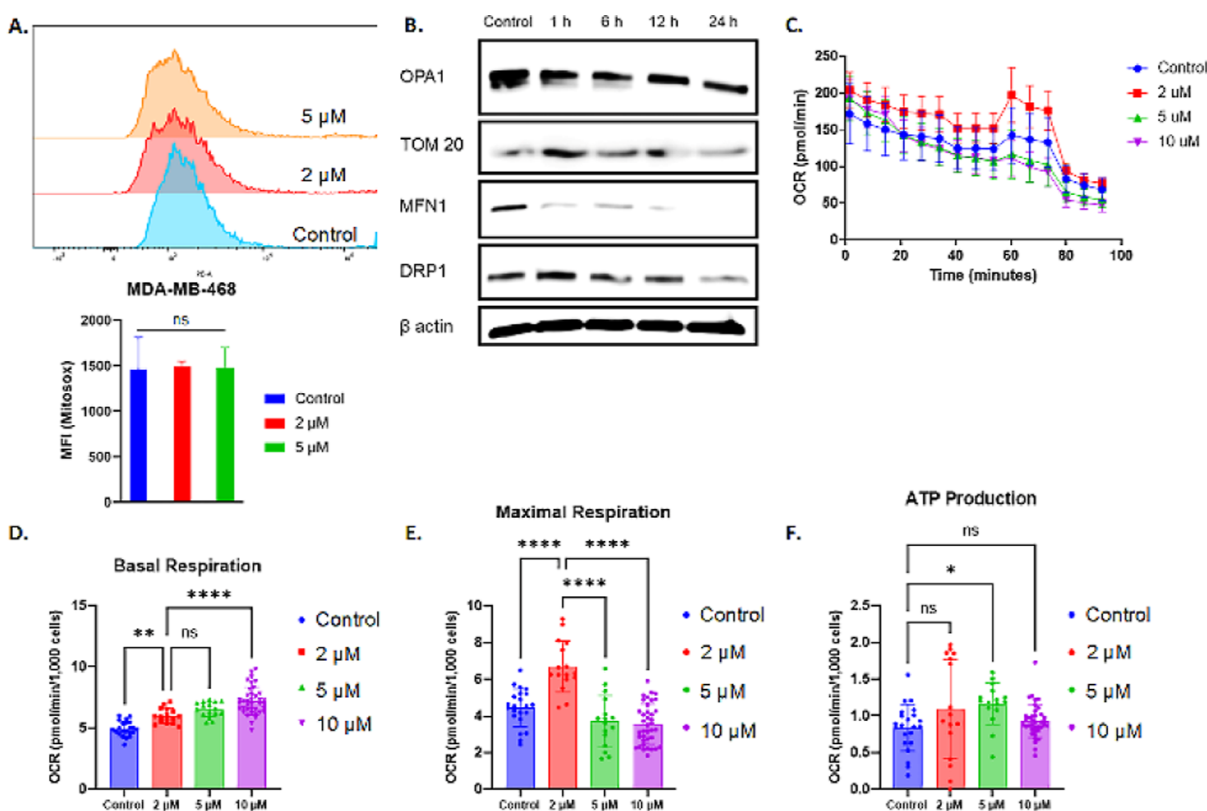 A.
5 µM
2 µM
Control
MDA-MB-468
2000
1500
1000
500
0
MFI (Mitosox)
ns
Control
2 µM
5 µM
B.
Control 1 h 6 h 12 h 24 h
OPA1
TOM 20
MFN1
DRP1
β actin
C.
250
200
150
100
50
0
OCR (pmol/min)
0 20 40 60 80 100
Time (minutes)
Control
2 uM
5 uM
10 uM
D.
Basal Respiration
15
10
5
0
OCR (pmol/min/1,000 cells)
****
** ns
Control 2 µM 5 µM 10 µM
Control
2 µM
5 µM
10 µM
E.
Maximal Respiration
10
8
6
4
2
0
OCR (pmol/min/1,000 cells)
**** ****
****
Control 2 µM 5 µM 10 µM
Control
2 µM
5 µM
10 µM
F.
ATP Production
2.5
2.0
1.5
1.0
0.5
0.0
OCR (pmol/min/1,000 cells)
ns
*
ns
Control 2 µM 5 µM 10 µM
Control
2 µM
5 µM
10 µM